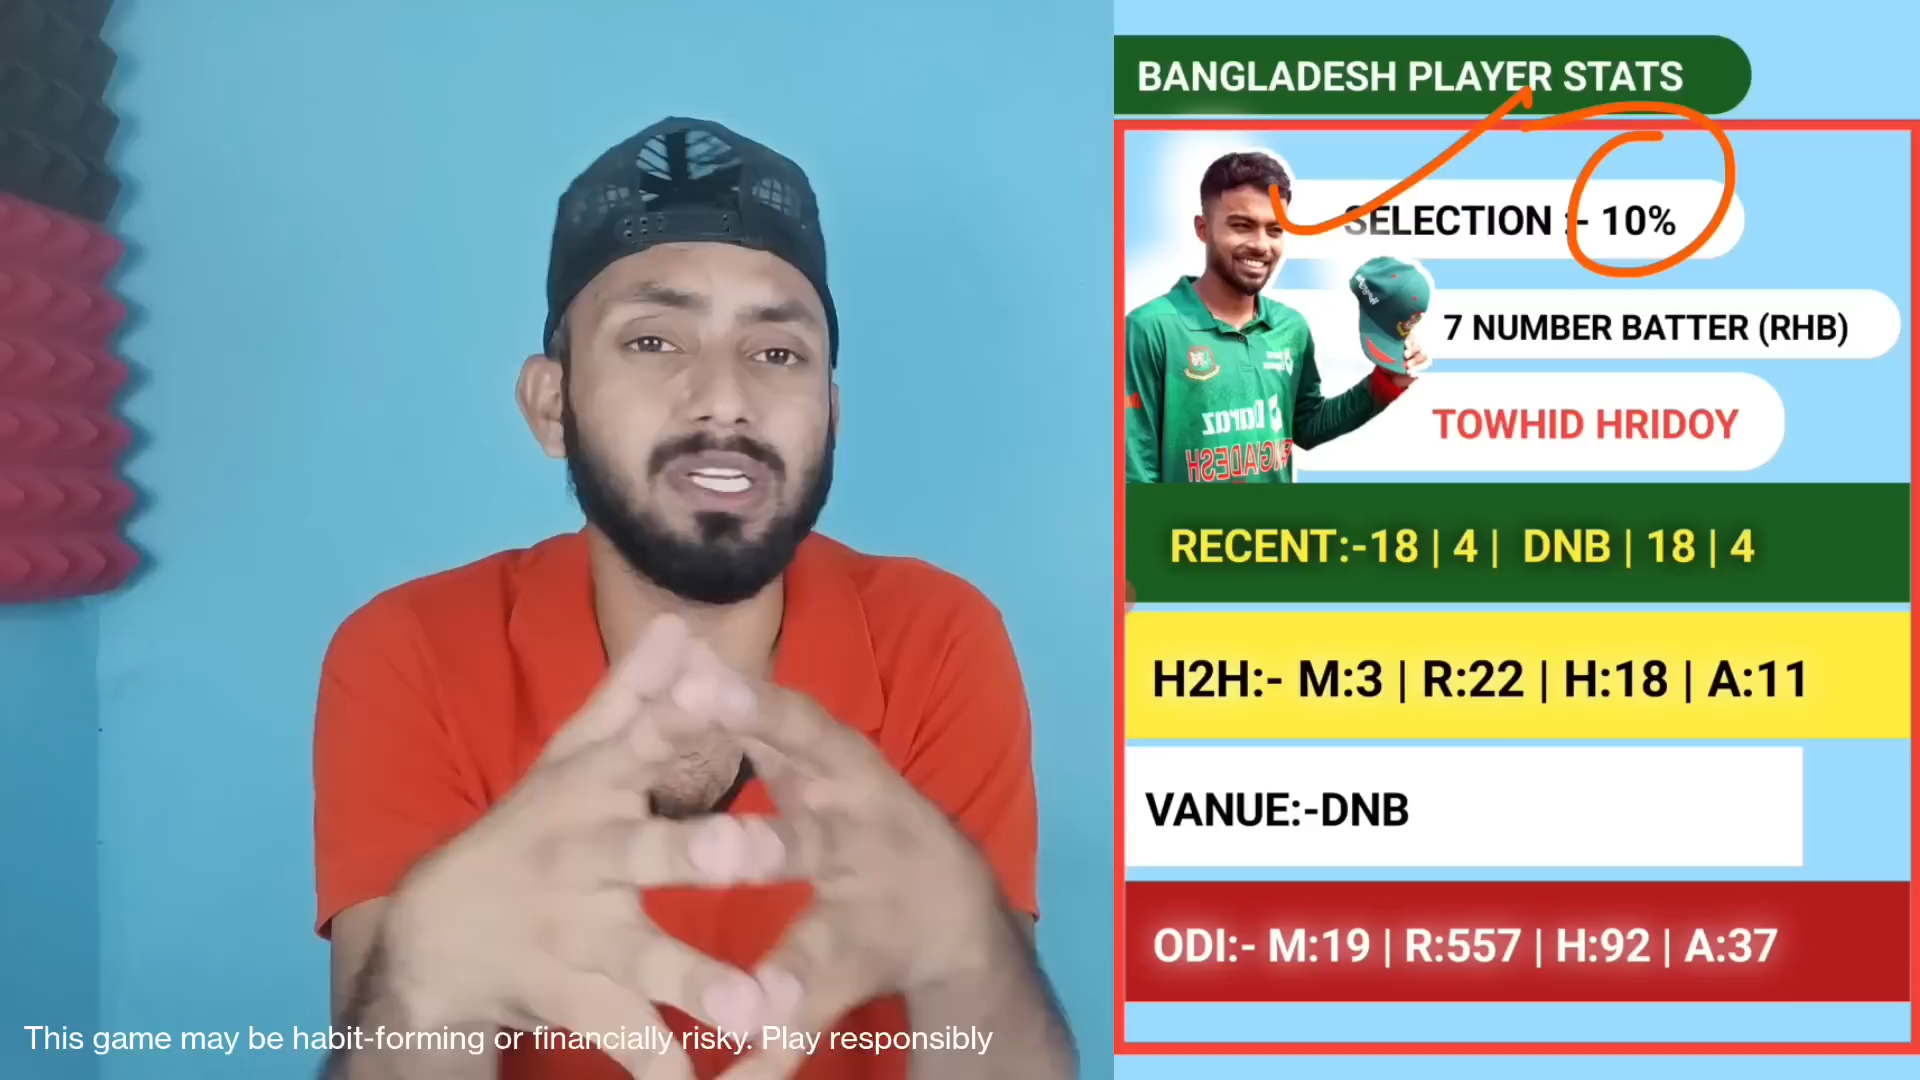 BANGLADESH PLAYER STATS
SELECTION :- 10%
7 NUMBER BATTER (RHB)
TOWHID HRIDOY
Daraz
BANGLADESH
RECENT:-18 | 4 | DNB | 18 | 4
H2H:- M:3 | R:22 | H:18 | A:11
VANUE:-DNB
ODI:- M:19 | R:557 | H:92 | A:37
This game may be habit-forming or financially risky. Play responsibly